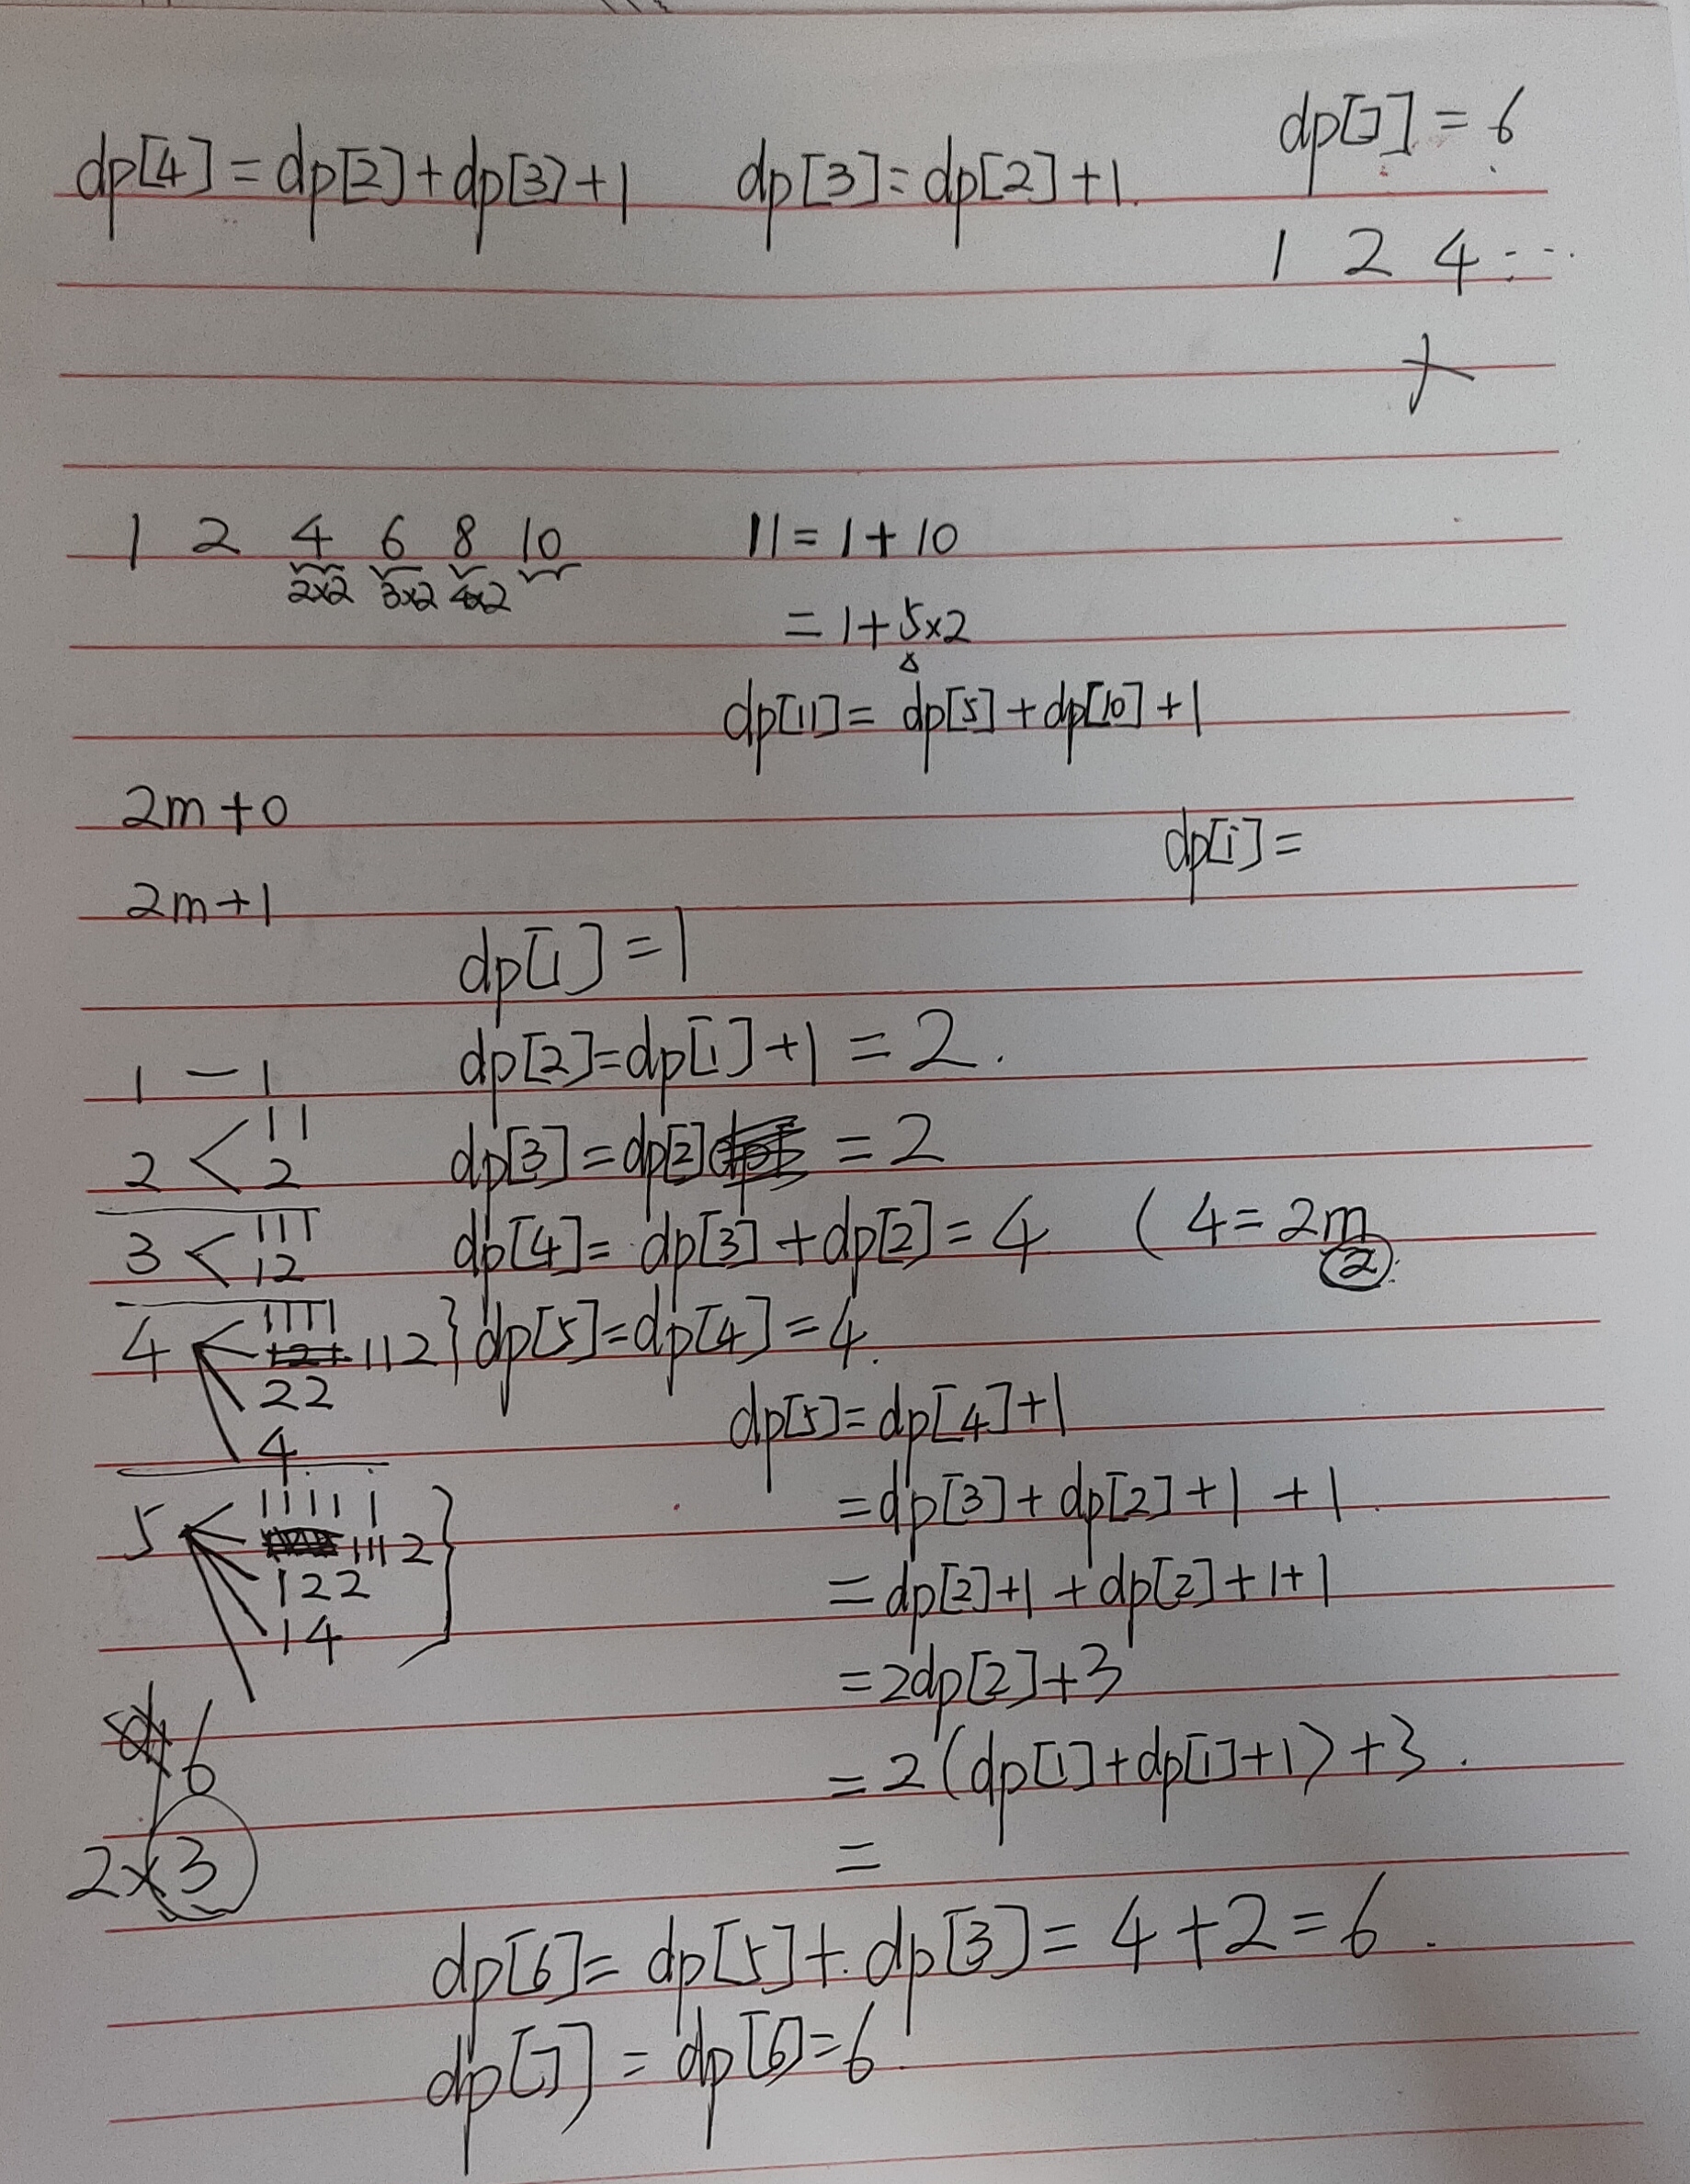 dp[4] = dp[2] + dp[3] + 1    dp[3] = dp[2] + 1.    dp[7] = 6
1 2 4 ...
1 2 4 6 8 10    11 = 1 + 10
2×2 3×2 4×2    = 1 + 5×2
dp[11] = dp[5] + dp[10] + 1
2m + 0
dp[i] =
2m + 1
dp[1] = 1
1 — 1    dp[2] = dp[1] + 1 = 2.
2 < 11
2    dp[3] = dp[2] = 2
3 < 111
12    dp[4] = dp[3] + dp[2] = 4    ( 4 = 2m
2
4 < 1111
112 } dp[5] = dp[4] = 4.
22    dp[5] = dp[4] + 1
4
5 < 11111    = dp[3] + dp[2] + 1 + 1
1112
122    = dp[2] + 1 + dp[2] + 1 + 1
14 }
= 2dp[2] + 3
6    = 2(dp[1] + dp[1] + 1) + 3.
2×3    =
dp[6] = dp[5] + dp[3] = 4 + 2 = 6.
dp[7] = dp[6] = 6